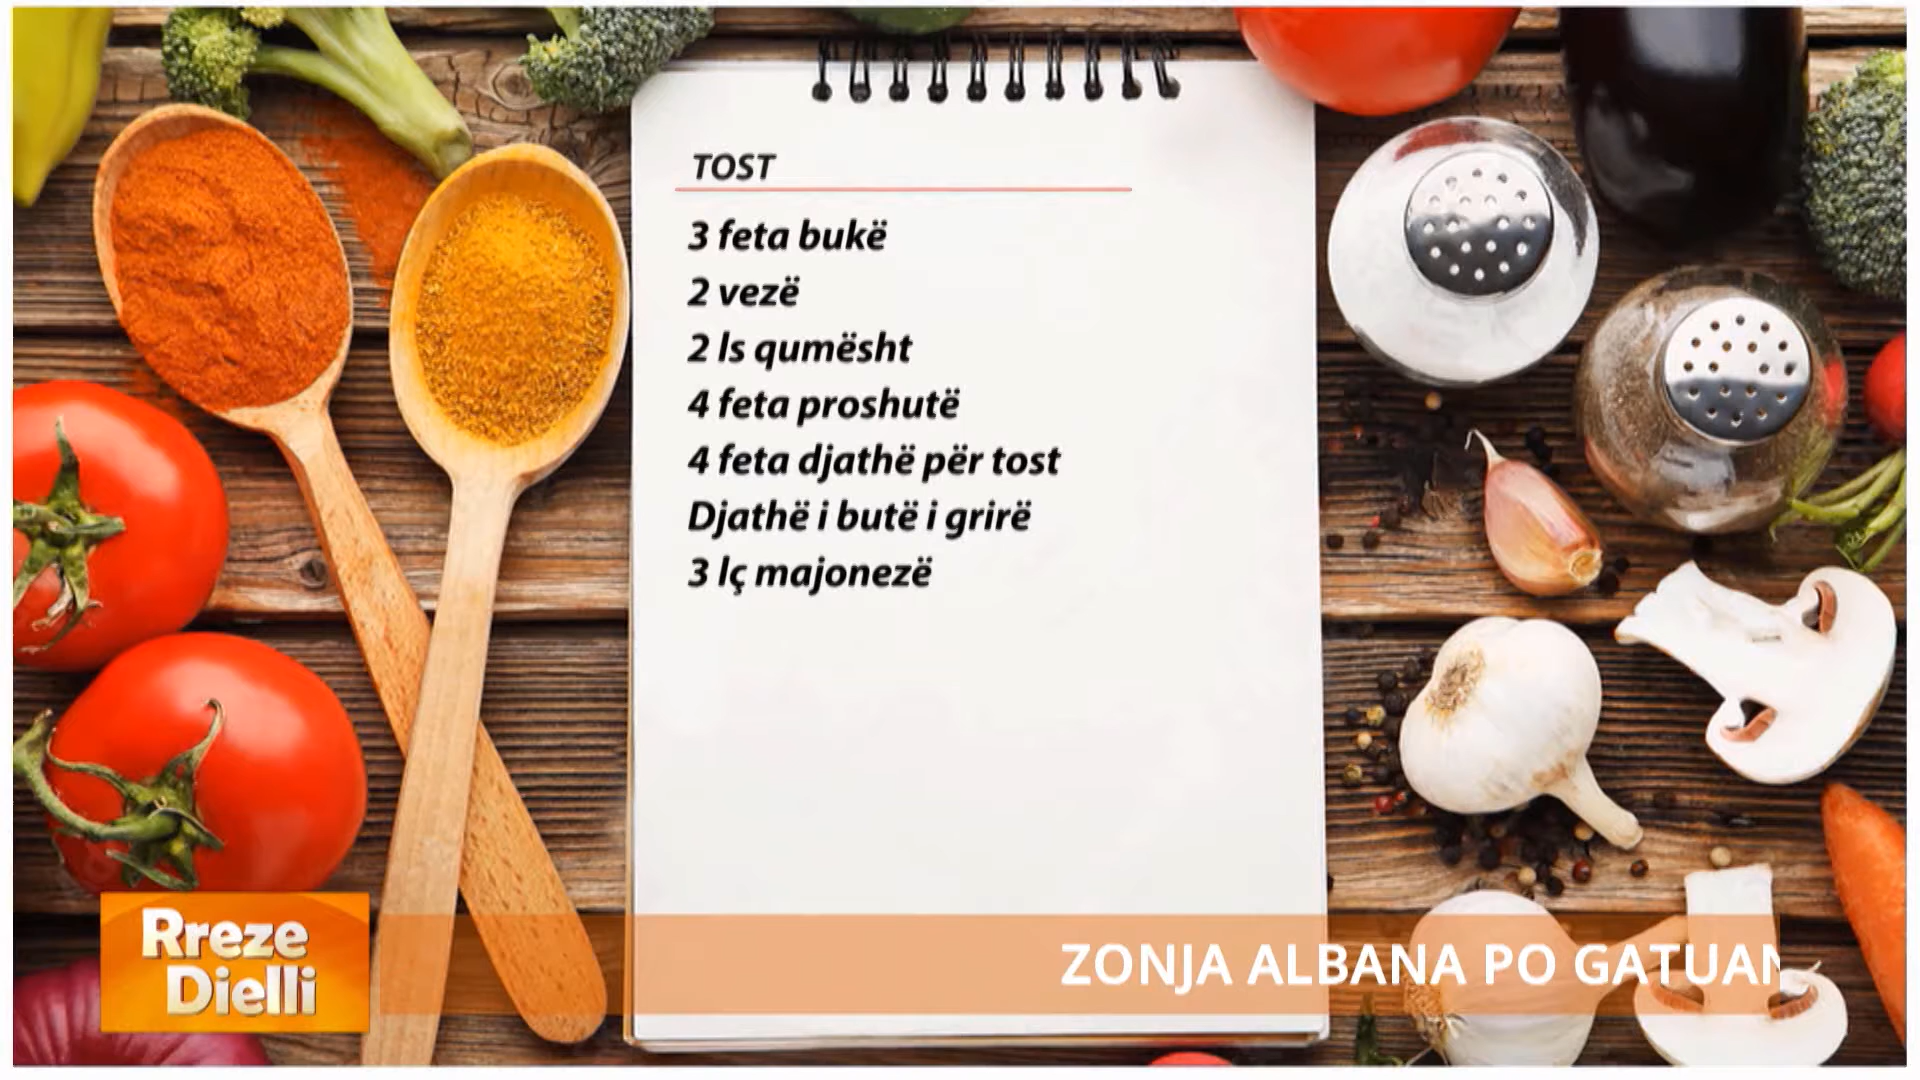 TOST
3 feta bukë
2 vezë
2 ls qumësht
4 feta proshutë
4 feta djathë për tost
Djathë i butë i grirë
3 lç majonezë
Rreze
Dielli
ZONJA ALBANA PO GATUAN